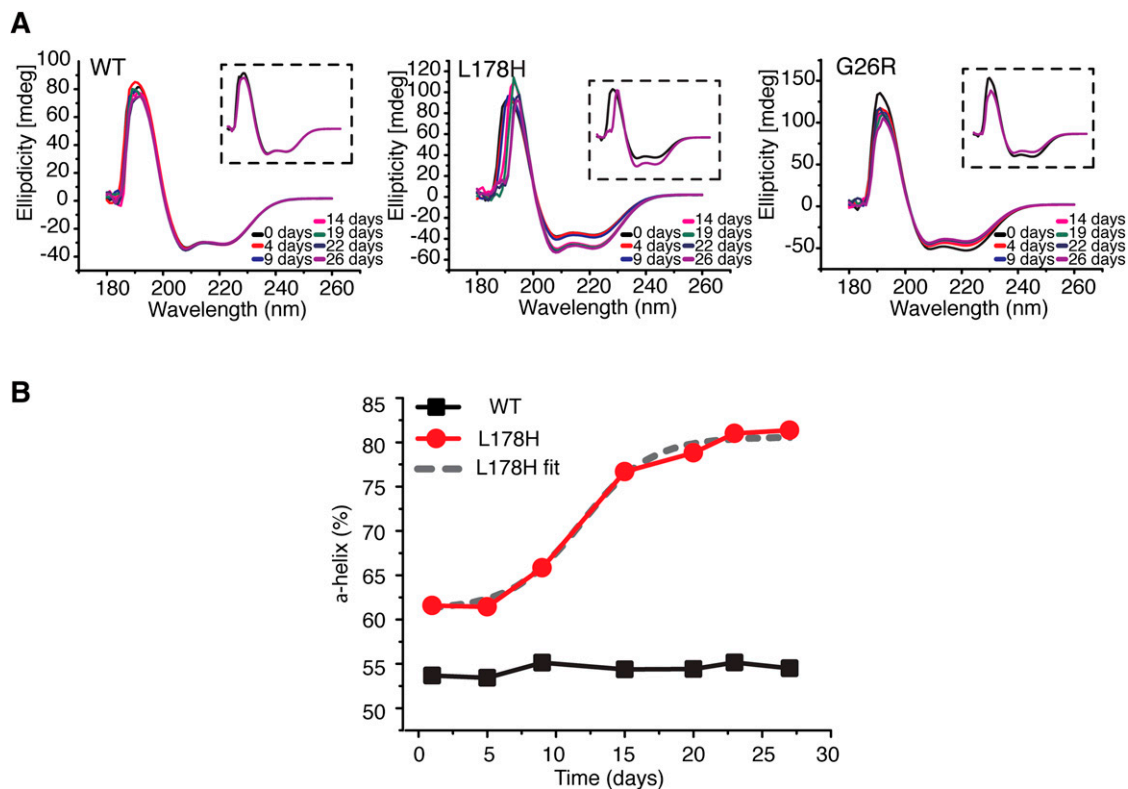 A
WT
Ellipdicity [mdeg]
100
80
60
40
20
0
-20
-40
180 200 220 240 260
Wavelength (nm)
14 days
0 days 19 days
4 days 22 days
9 days 26 days
L178H
Ellipticity [mdeg]
120
100
80
60
40
20
0
-20
-40
-60
180 200 220 240 260
Wavelength (nm)
14 days
0 days 19 days
4 days 22 days
9 days 26 days
G26R
Ellipticity [mdeg]
150
100
50
0
-50
180 200 220 240 260
Wavelength (nm)
14 days
0 days 19 days
4 days 22 days
9 days 26 days
B
WT
L178H
L178H fit
a-helix (%)
85
80
75
70
65
60
55
50
0 5 10 15 20 25 30
Time (days)